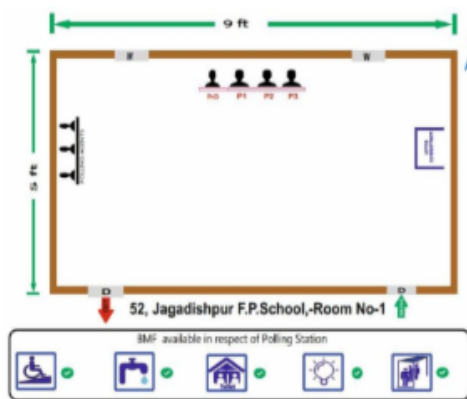 9 ft
W
W
P1 P2 P3
5 ft
D
D
52, Jagadishpur F.P.School,-Room No-1
BMF available in respect of Polling Station